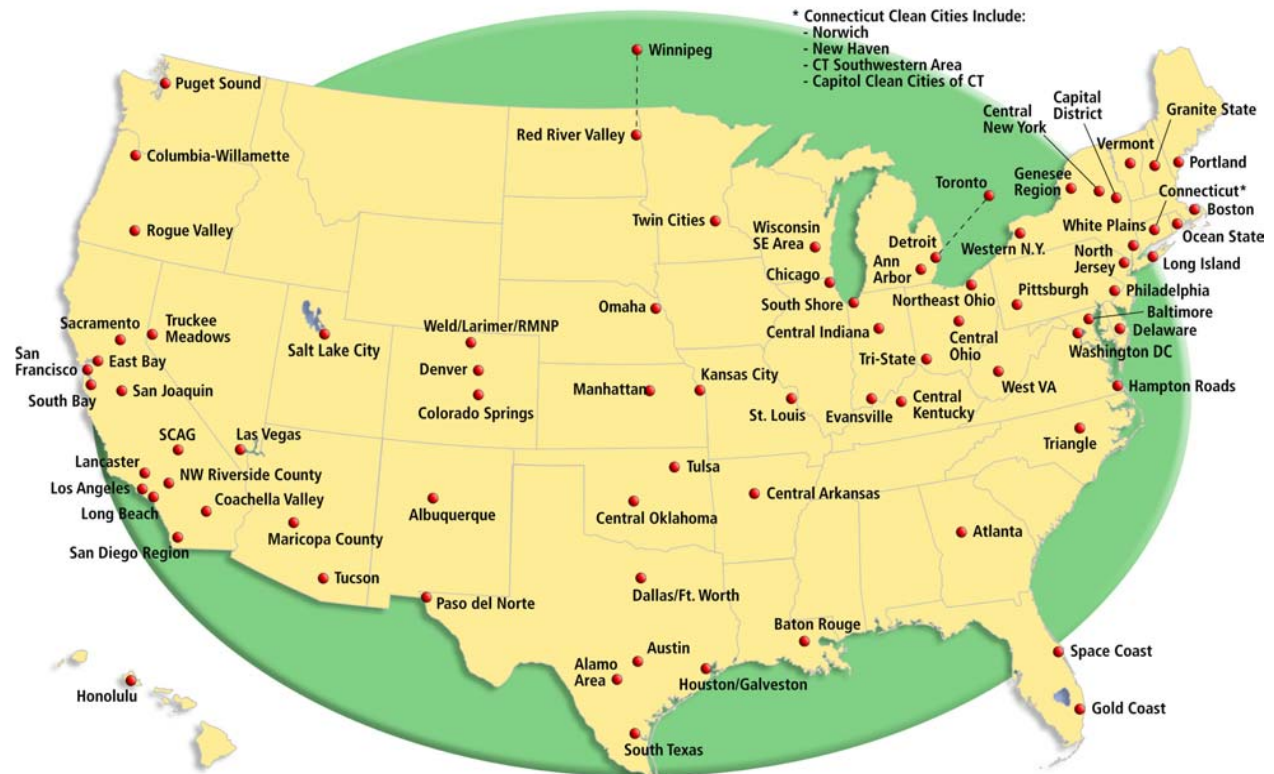 * Connecticut Clean Cities Include:
- Norwich
- New Haven
- CT Southwestern Area
- Capitol Clean Cities of CT
Winnipeg
Puget Sound
Red River Valley
Columbia-Willamette
Rogue Valley
Central
New York
Capital
District
Granite State
Vermont
Portland
Toronto
Genesee
Region
Connecticut*
Boston
White Plains
Ocean State
Twin Cities
Wisconsin
SE Area
Detroit
Ann
Arbor
Western N.Y.
North
Jersey
Long Island
Chicago
South Shore
Northeast Ohio
Pittsburgh
Philadelphia
Omaha
Baltimore
Delaware
Washington DC
Sacramento
Truckee
Meadows
Salt Lake City
Weld/Larimer/RMNP
Central Indiana
Central
Ohio
San
Francisco
East Bay
Denver
Tri-State
West VA
South Bay
San Joaquin
Colorado Springs
Manhattan
Kansas City
St. Louis
Evansville
Central
Kentucky
Hampton Roads
SCAG
Las Vegas
Triangle
Lancaster
NW Riverside County
Tulsa
Los Angeles
Coachella Valley
Long Beach
Albuquerque
Central Oklahoma
Central Arkansas
San Diego Region
Maricopa County
Atlanta
Tucson
Paso del Norte
Dallas/Ft. Worth
Baton Rouge
Austin
Alamo
Area
Houston/Galveston
Space Coast
Honolulu
Gold Coast
South Texas